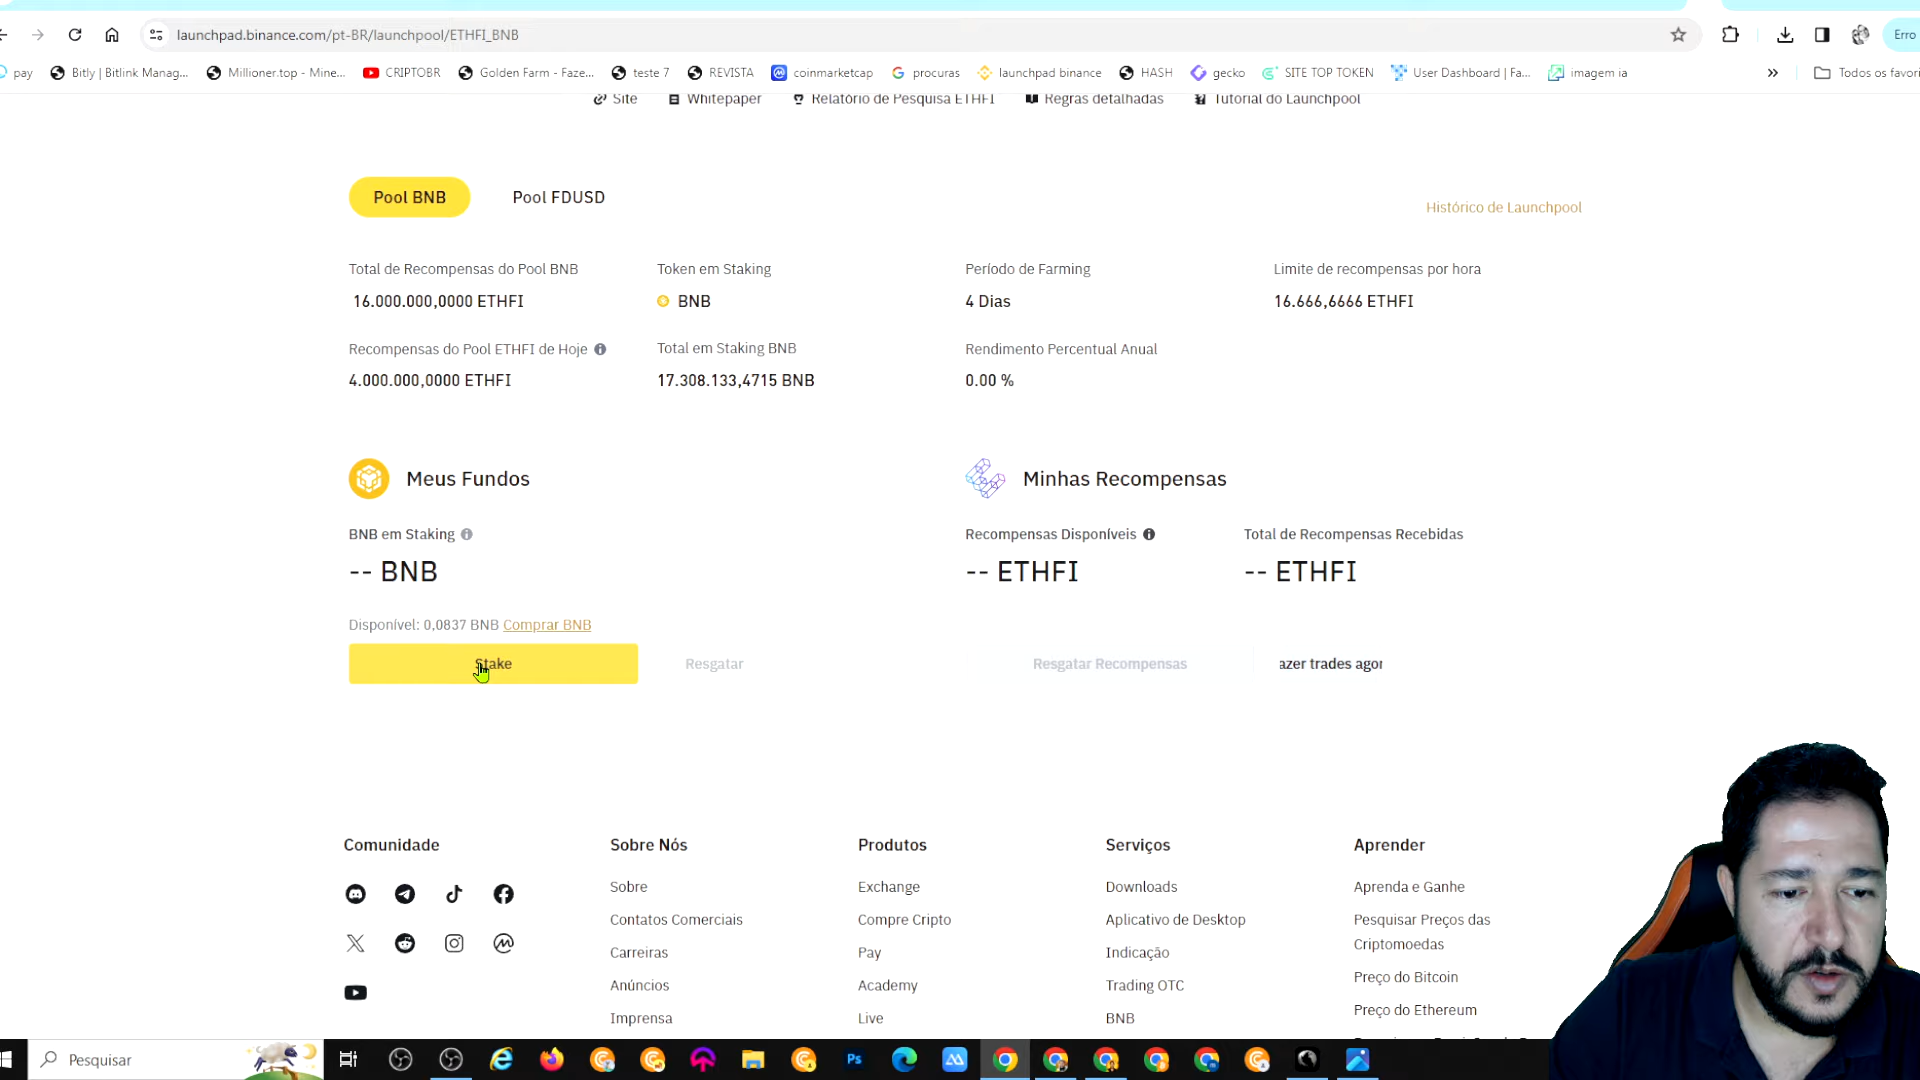 launchpad.binance.com/pt-BR/launchpool/ETHFI_BNB
Erro
pay
Bitly | Bitlink Manag...
Millioner.top - Mine...
CRIPTOBR
Golden Farm - Faze...
teste 7
REVISTA
coinmarketcap
procuras
launchpad binance
HASH
gecko
SITE TOP TOKEN
User Dashboard | Fa...
imagem ia
Todos os favori
Site
Whitepaper
Relatório de Pesquisa ETHFI
Regras detalhadas
Tutorial do Launchpool
Pool BNB
Pool FDUSD
Histórico de Launchpool
Total de Recompensas do Pool BNB
16.000.000,0000 ETHFI
Token em Staking
BNB
Período de Farming
4 Dias
Limite de recompensas por hora
16.666,6666 ETHFI
Recompensas do Pool ETHFI de Hoje
4.000.000,0000 ETHFI
Total em Staking BNB
17.308.133,4715 BNB
Rendimento Percentual Anual
0.00 %
Meus Fundos
BNB em Staking
-- BNB
Disponível: 0,0837 BNB Comprar BNB
Stake
Resgatar
Minhas Recompensas
Recompensas Disponíveis
-- ETHFI
Total de Recompensas Recebidas
-- ETHFI
Resgatar Recompensas
azer trades agor
Comunidade
Sobre Nós
Sobre
Contatos Comerciais
Carreiras
Anúncios
Imprensa
Produtos
Exchange
Compre Cripto
Pay
Academy
Live
Serviços
Downloads
Aplicativo de Desktop
Indicação
Trading OTC
BNB
Aprender
Aprenda e Ganhe
Pesquisar Preços das
Criptomoedas
Preço do Bitcoin
Preço do Ethereum
Pesquisar
Ps